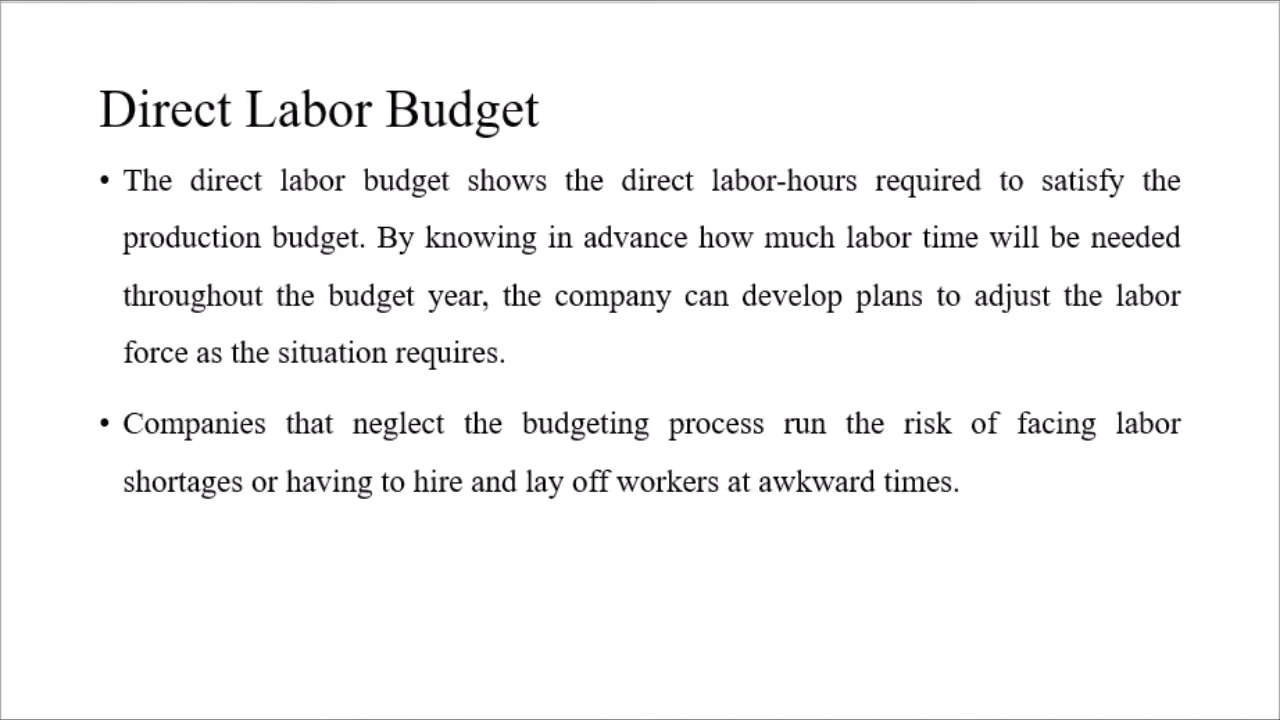 Direct Labor Budget
• The direct labor budget shows the direct labor-hours required to satisfy the
production budget. By knowing in advance how much labor time will be needed
throughout the budget year, the company can develop plans to adjust the labor
force as the situation requires.
• Companies that neglect the budgeting process run the risk of facing labor
shortages or having to hire and lay off workers at awkward times.